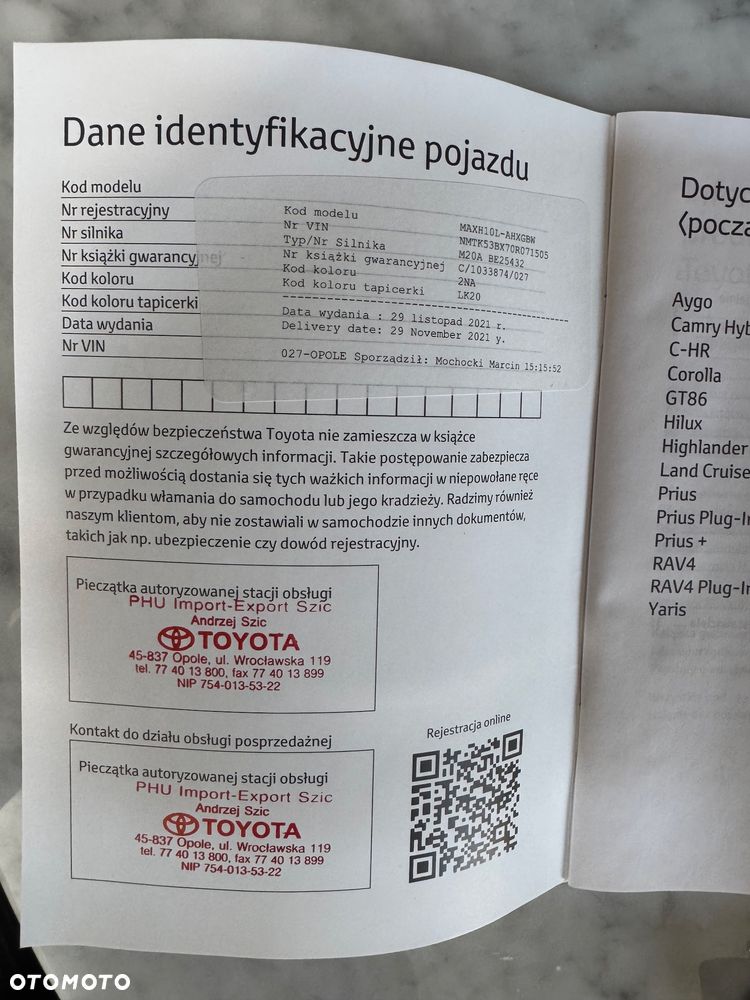 Dane identyfikacyjne pojazdu
Kod modelu
Nr rejestracyjny
Nr silnika
Nr książki gwarancyjnej
Kod koloru
Kod koloru tapicerki
Data wydania
Nr VIN
Kod modelu MAXH10L-AHXGBW
Nr VIN NMTK53BX70R071505
Typ/Nr Silnika M20A BE25432
Nr książki gwarancyjnej C/1033874/027
Kod koloru 2NA
Kod koloru tapicerki LK20
Data wydania : 29 listopad 2021 r.
Delivery date: 29 November 2021 y.
027-OPOLE Sporządził: Mochocki Marcin 15:15:52
Ze względów bezpieczeństwa Toyota nie zamieszcza w książce
gwarancyjnej szczegółowych informacji. Takie postępowanie zabezpiecza
przed możliwością dostania się tych ważkich informacji w niepowołane ręce
w przypadku włamania do samochodu lub jego kradzieży. Radzimy również
naszym klientom, aby nie zostawiali w samochodzie innych dokumentów,
takich jak np. ubezpieczenie czy dowód rejestracyjny.
Pieczątka autoryzowanej stacji obsługi
PHU Import-Export Szic
Andrzej Szic
TOYOTA
45-837 Opole, ul. Wrocławska 119
tel. 77 40 13 800, fax 77 40 13 899
NIP 754-013-53-22
Kontakt do działu obsługi posprzedażnej
Pieczątka autoryzowanej stacji obsługi
PHU Import-Export Szic
Andrzej Szic
TOYOTA
45-837 Opole, ul. Wrocławska 119
tel. 77 40 13 800, fax 77 40 13 899
NIP 754-013-53-22
Rejestracja online
Dotyc
(począ
Aygo
Camry Hyb
C-HR
Corolla
GT86
Hilux
Highlander
Land Cruise
Prius
Prius Plug-In
Prius +
RAV4
RAV4 Plug-In
Yaris
OTOMOTO